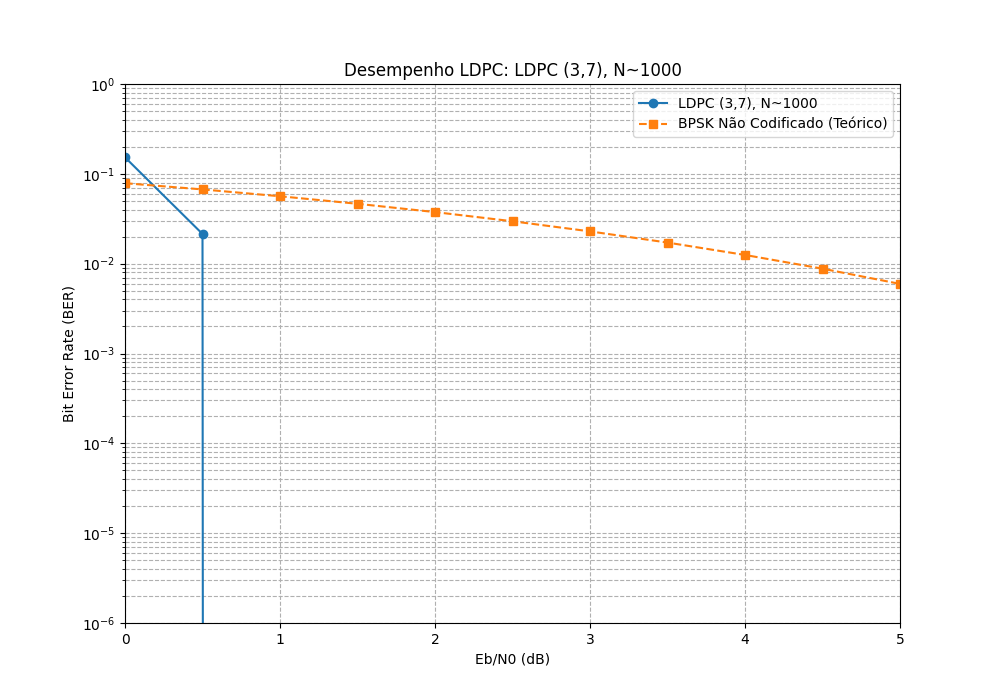 Desempenho LDPC: LDPC (3,7), N~1000
LDPC (3,7), N~1000
BPSK Não Codificado (Teórico)
10^0
10^-1
10^-2
10^-3
10^-4
10^-5
10^-6
Bit Error Rate (BER)
0 1 2 3 4 5
Eb/N0 (dB)